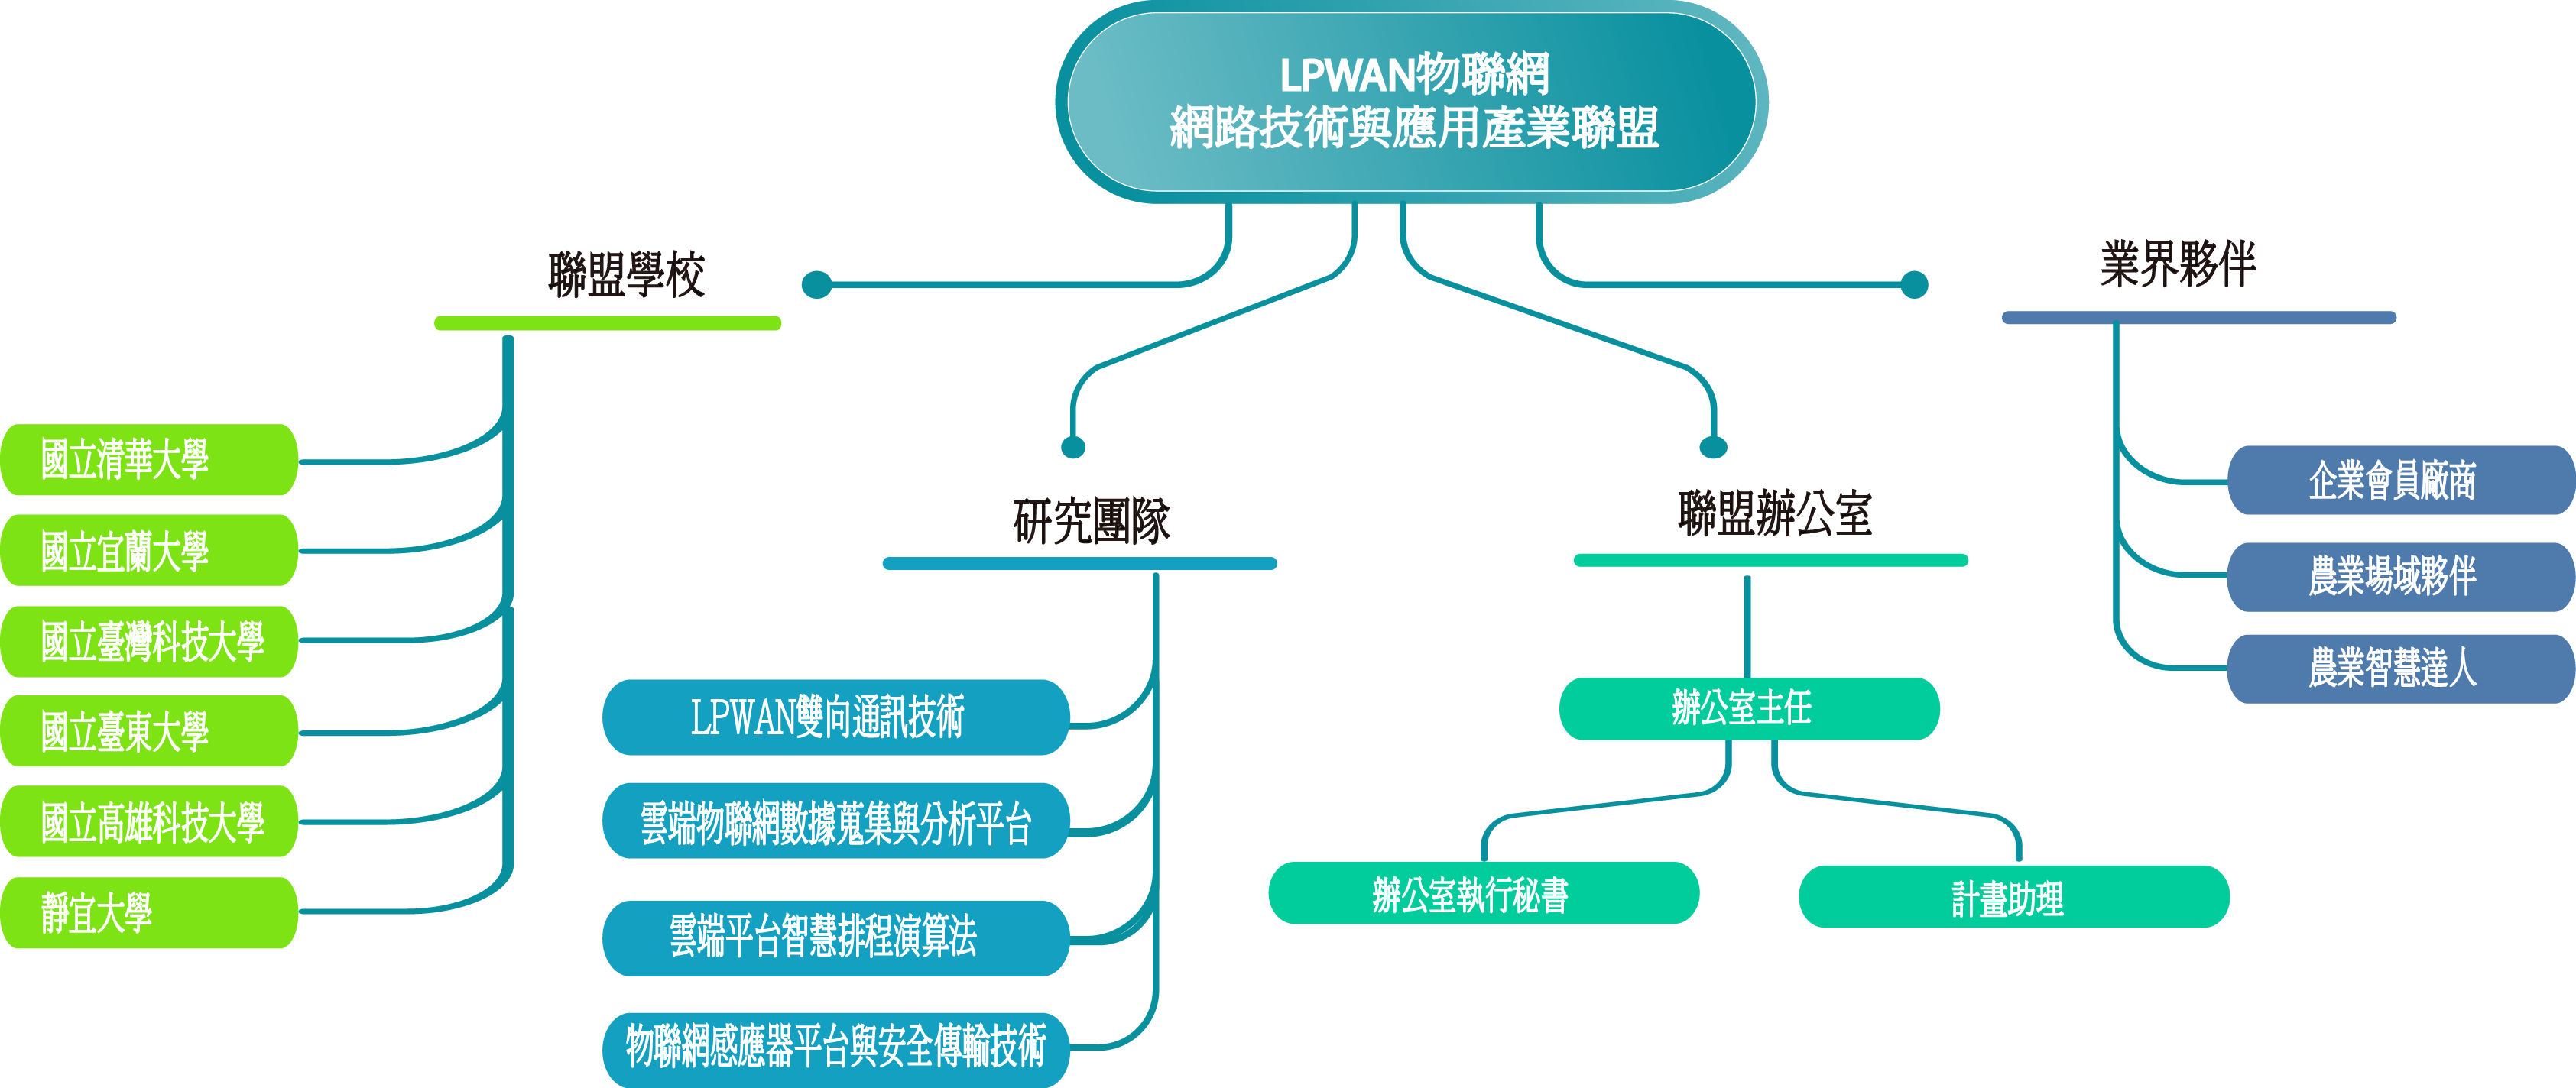 LPWAN物聯網
網路技術與應用產業聯盟
聯盟學校
國立清華大學
國立宜蘭大學
國立臺灣科技大學
國立臺東大學
國立高雄科技大學
靜宜大學
研究團隊
LPWAN雙向通訊技術
雲端物聯網數據蒐集與分析平台
雲端平台智慧排程演算法
物聯網感應器平台與安全傳輸技術
聯盟辦公室
辦公室主任
辦公室執行秘書
計畫助理
業界夥伴
企業會員廠商
農業場域夥伴
農業智慧達人